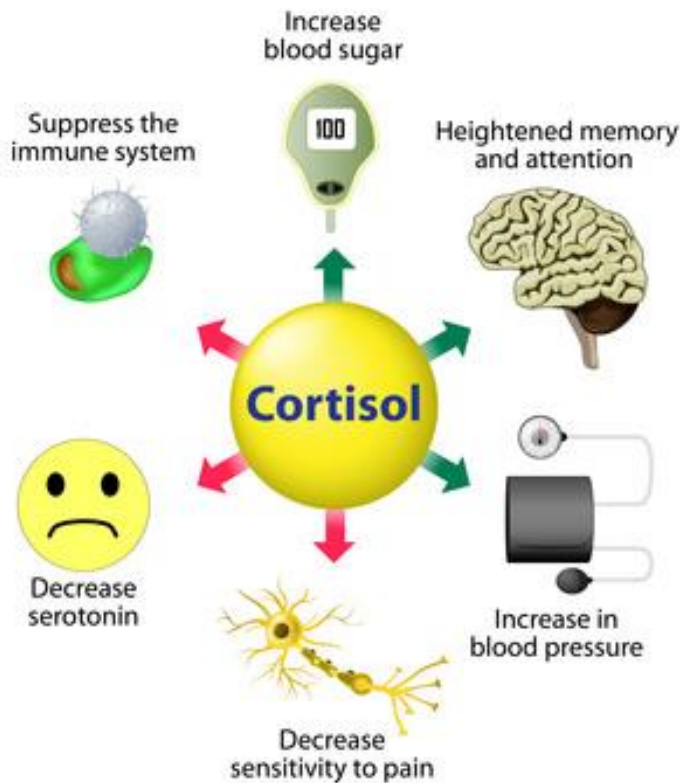 Increase
blood sugar
100
Suppress the
immune system
Heightened memory
and attention
Cortisol
Decrease
serotonin
Increase in
blood pressure
Decrease
sensitivity to pain